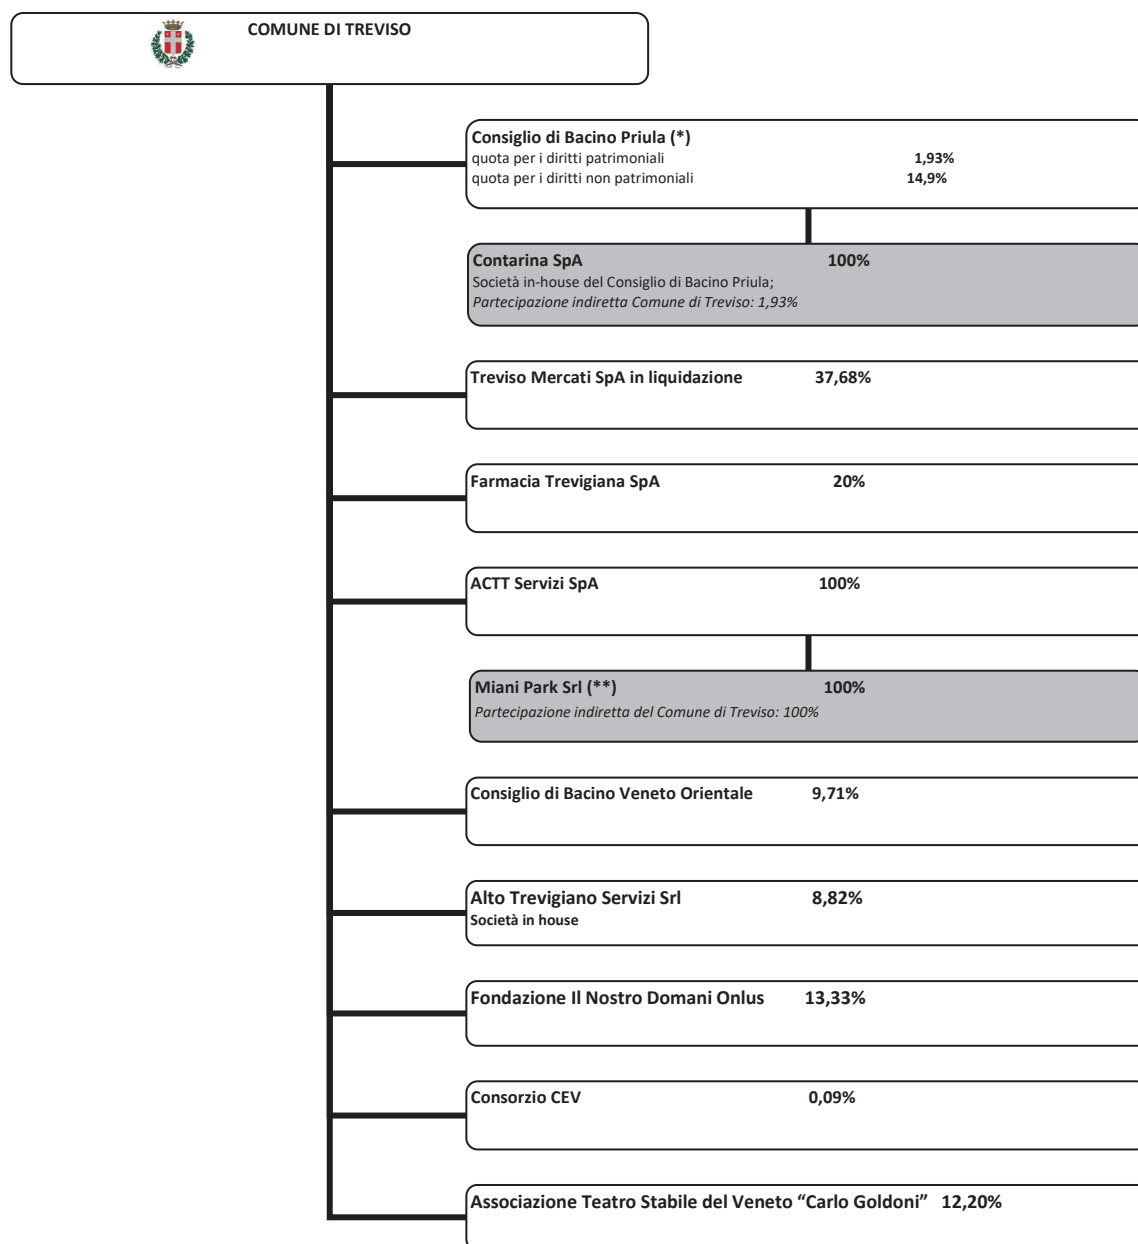 COMUNE DI TREVISO
Consiglio di Bacino Priula (*)
quota per i diritti patrimoniali 1,93%
quota per i diritti non patrimoniali 14,9%
Contarina SpA 100%
Società in-house del Consiglio di Bacino Priula;
Partecipazione indiretta Comune di Treviso: 1,93%
Treviso Mercati SpA in liquidazione 37,68%
Farmacia Trevigiana SpA 20%
ACTT Servizi SpA 100%
Miani Park Srl (**) 100%
Partecipazione indiretta del Comune di Treviso: 100%
Consiglio di Bacino Veneto Orientale 9,71%
Alto Trevigiano Servizi Srl 8,82%
Società in house
Fondazione Il Nostro Domani Onlus 13,33%
Consorzio CEV 0,09%
Associazione Teatro Stabile del Veneto “Carlo Goldoni” 12,20%